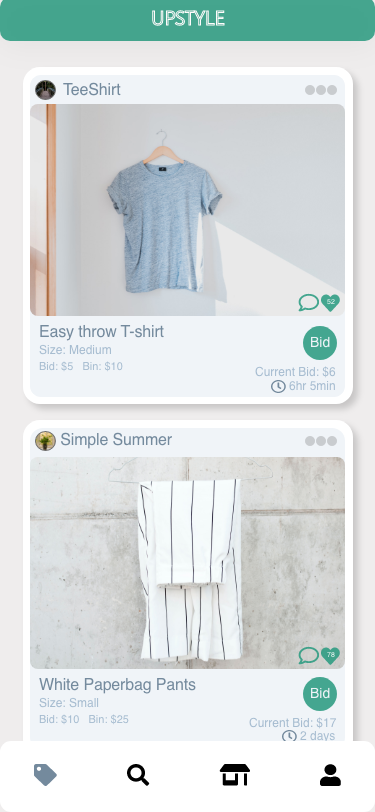 UPSTYLE
TeeShirt
52
Easy throw T-shirt
Size: Medium
Bid: $5 Bin: $10
Bid
Current Bid: $6
6hr 5min
Simple Summer
78
White Paperbag Pants
Size: Small
Bid: $10 Bin: $25
Bid
Current Bid: $17
2 days